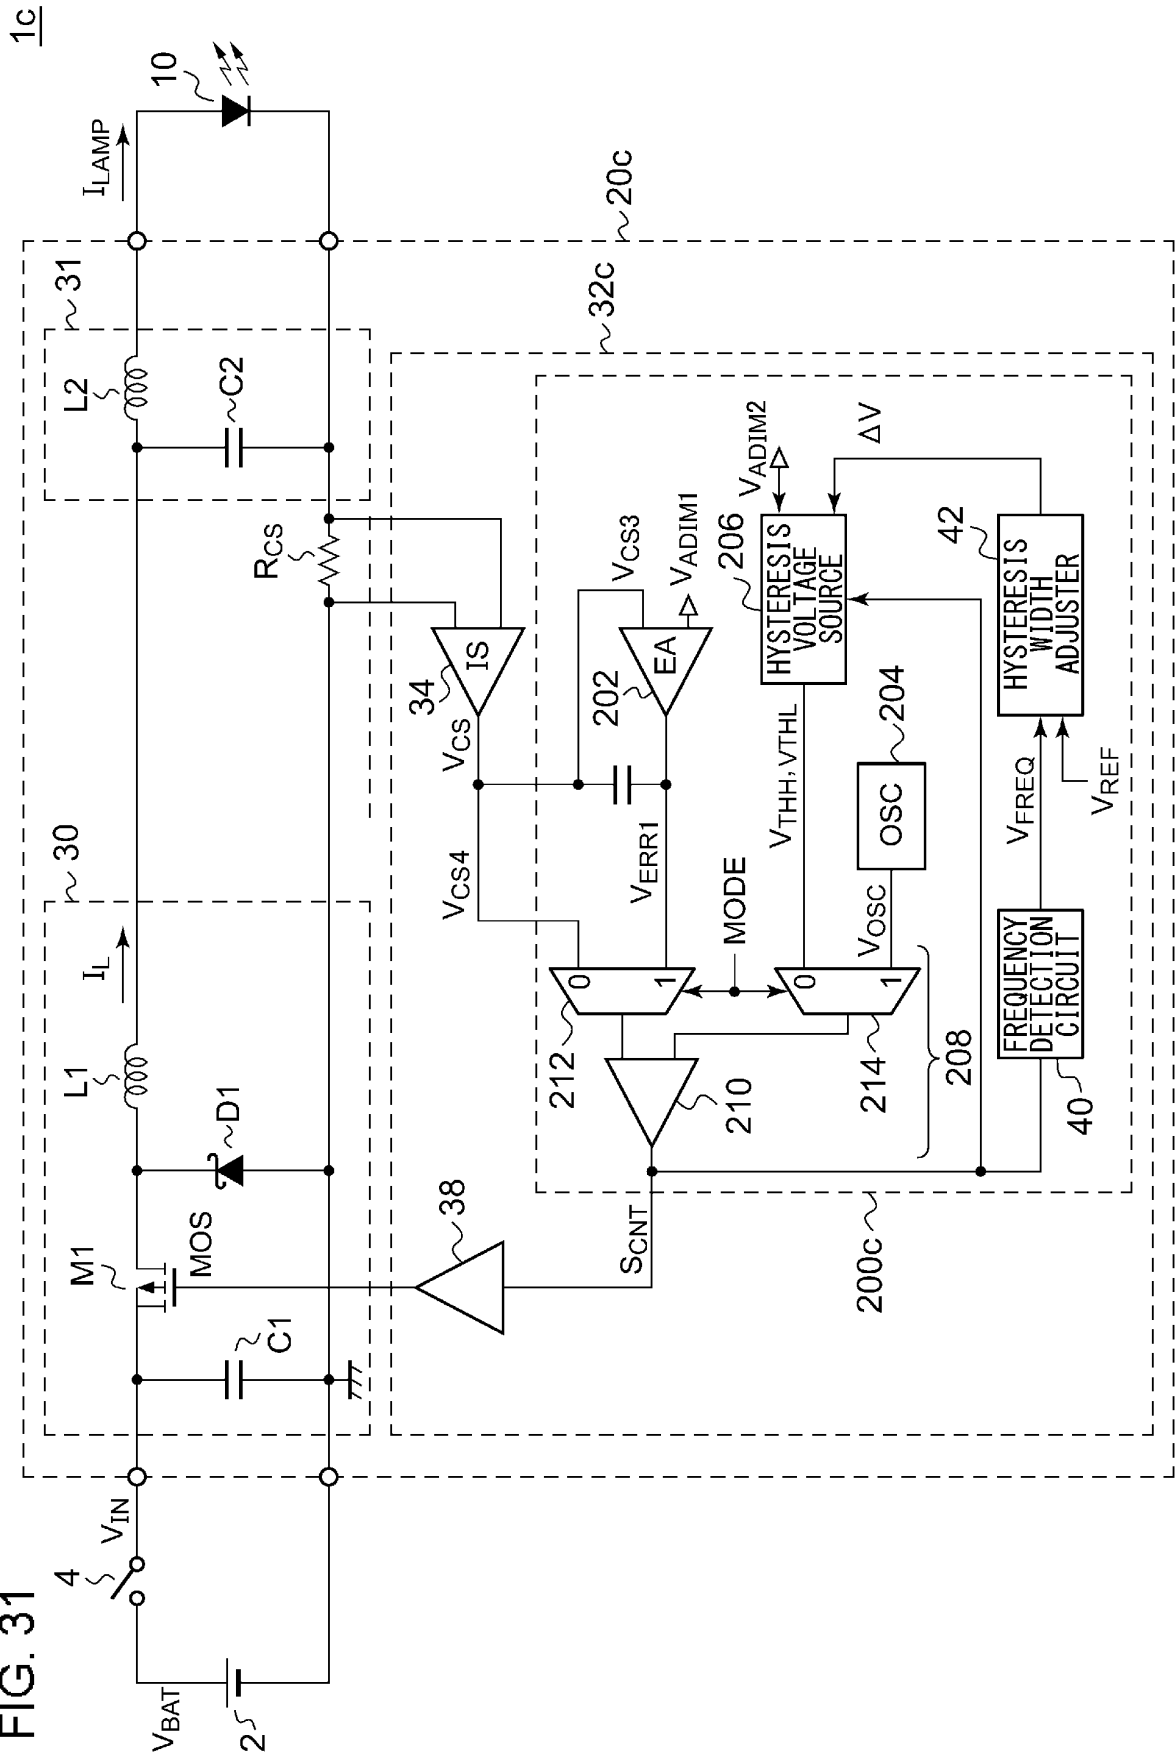 FIG. 31
1c
VBAT
2
4
VIN
30
M1
MOS
C1
L1
D1
IL
31
L2
C2
ILAMP
10
RCS
20c
32c
38
34
IS
VCS
VCS4
VCS3
202
EA
VADIM1
VERR1
MODE
212
0
1
210
214
0
1
208
SCNT
200c
206
HYSTERESIS
VOLTAGE
SOURCE
VADIM2
VTHH, VTHL
204
OSC
VOSC
ΔV
42
HYSTERESIS
WIDTH
ADJUSTER
VFREQ
VREF
FREQUENCY
DETECTION
CIRCUIT
40